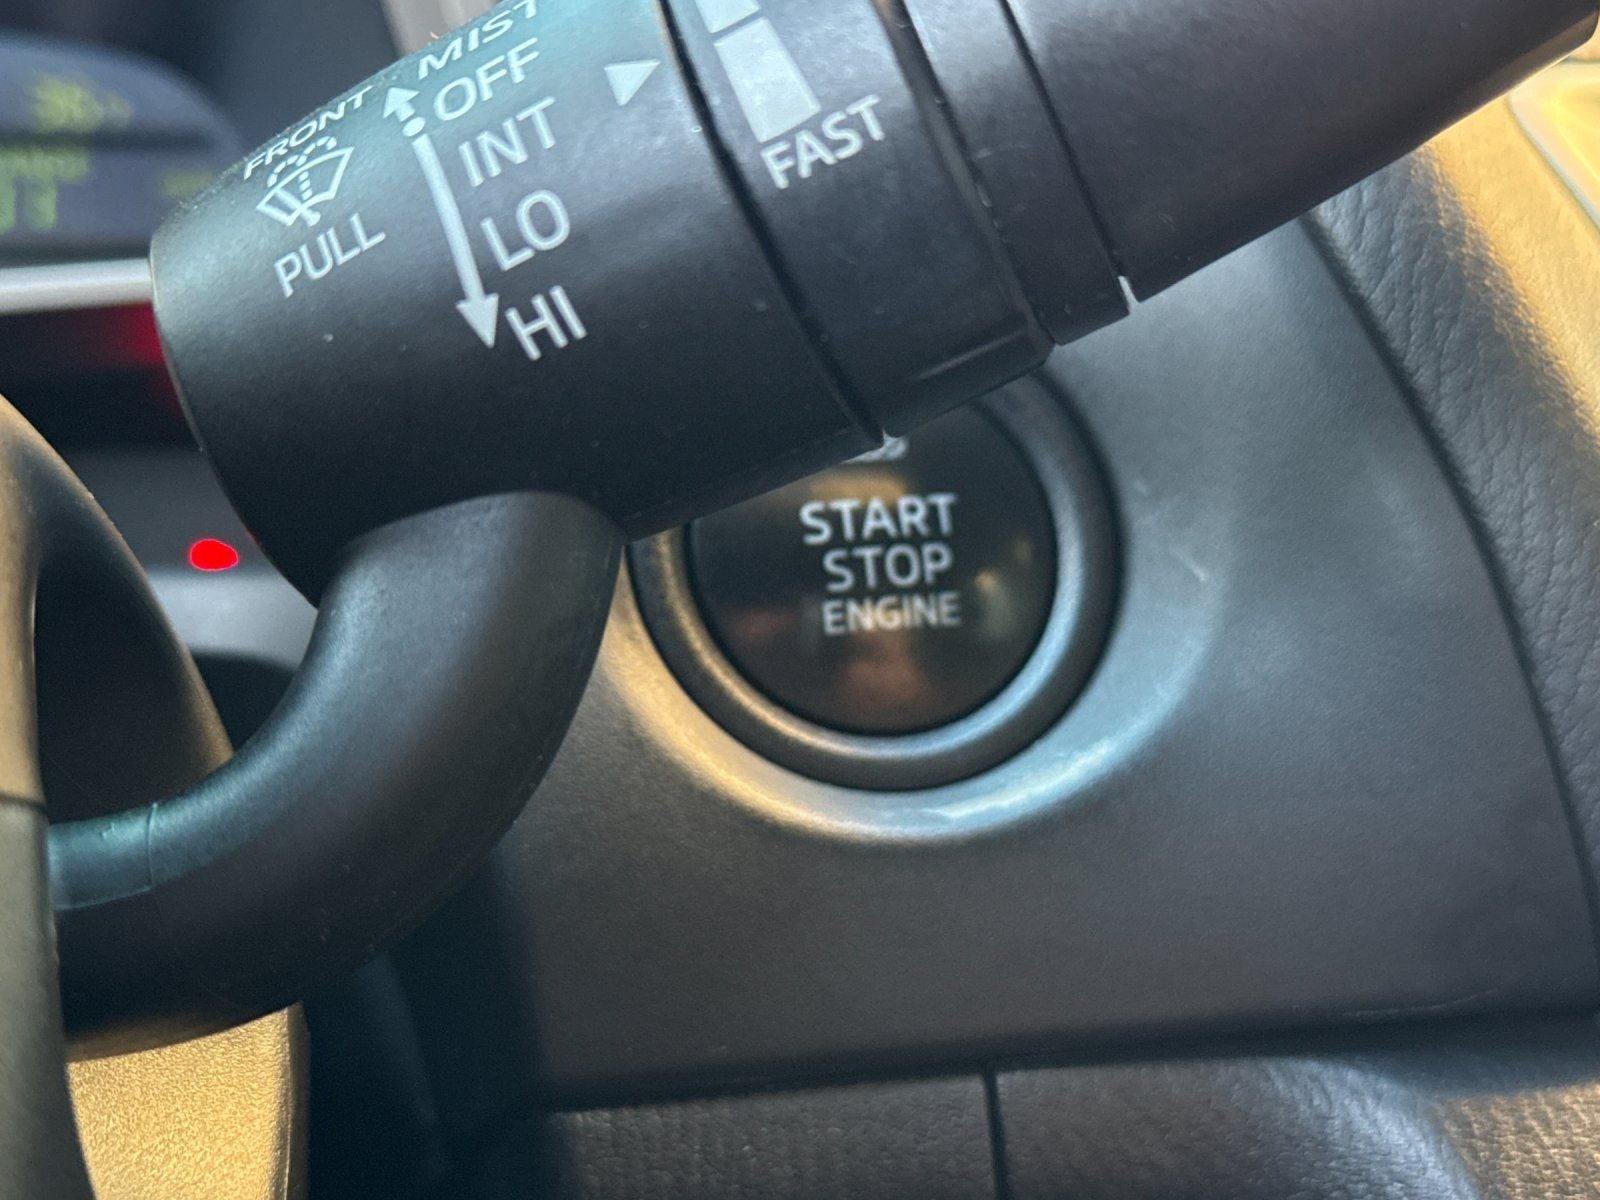 MIST
OFF
FRONT
INT
PULL
LO
HI
FAST
START
STOP
ENGINE